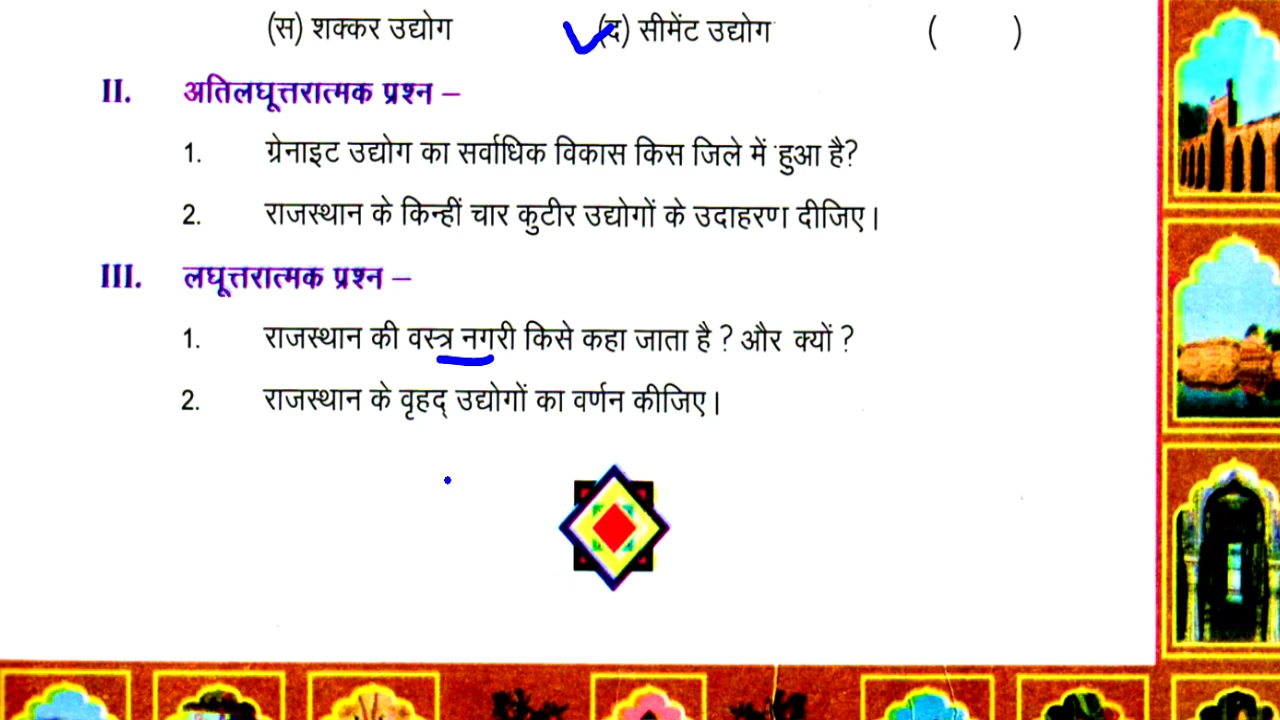 (स) शक्कर उद्योग (द) सीमेंट उद्योग ( )
II. अतिलघूत्तरात्मक प्रश्न –
1. ग्रेनाइट उद्योग का सर्वाधिक विकास किस जिले में हुआ है?
2. राजस्थान के किन्हीं चार कुटीर उद्योगों के उदाहरण दीजिए।
III. लघूत्तरात्मक प्रश्न –
1. राजस्थान की वस्त्र नगरी किसे कहा जाता है ? और क्यों ?
2. राजस्थान के वृहद् उद्योगों का वर्णन कीजिए।